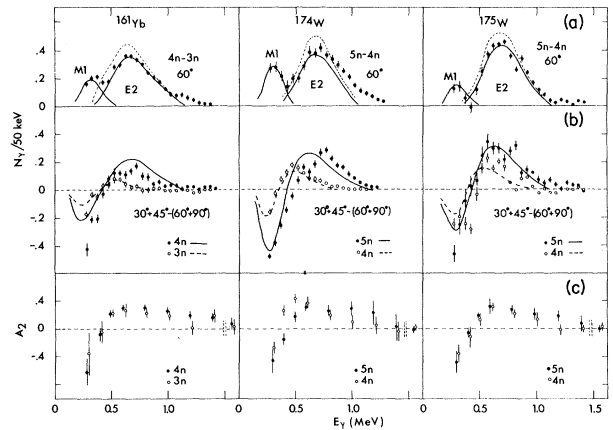 ¹⁶¹Yb ¹⁷⁴W ¹⁷⁵W (a)
4n-3n 60° 5n-4n 60° 5n-4n 60°
M1 M1 M1
E2 E2 E2
.4
.2
0
(b)
Nγ/50 keV
.2
0
-.2
-.4
30°+45°-(60°+90°) 30°+45°-(60°+90°) 30°+45°-(60°+90°)
4n 5n 5n
3n 4n 4n
(c)
A2
.4
0
-.4
4n 5n 5n
3n 4n 4n
0 0.5 1.0 0 0.5 1.0 0 0.5 1.0 1.5
Eγ (MeV)